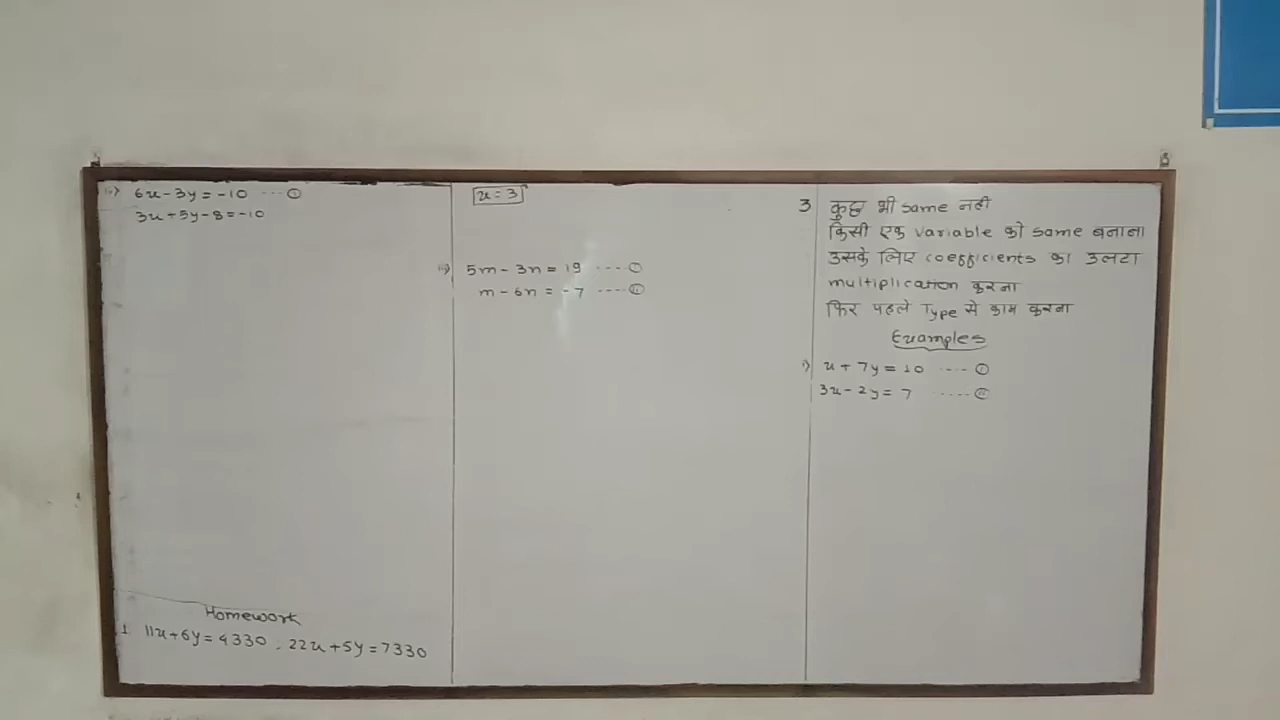 ii) 6x - 3y = -10 ---- ①
3x + 5y - 8 = -10
Homework
1 11x + 6y = 4330, 22x + 5y = 7330
x = 3
iii) 5m - 3n = 19 ---- ①
m - 6n = -7 ---- ②
3 कुछ भी same नही
किसी एक variable को same बनाना
उसके लिए coefficients का उलटा
multiplication करना
फिर पहले Type से काम करना
Examples
i) x + 7y = 10 ---- ①
3x - 2y = 7 ----- ②